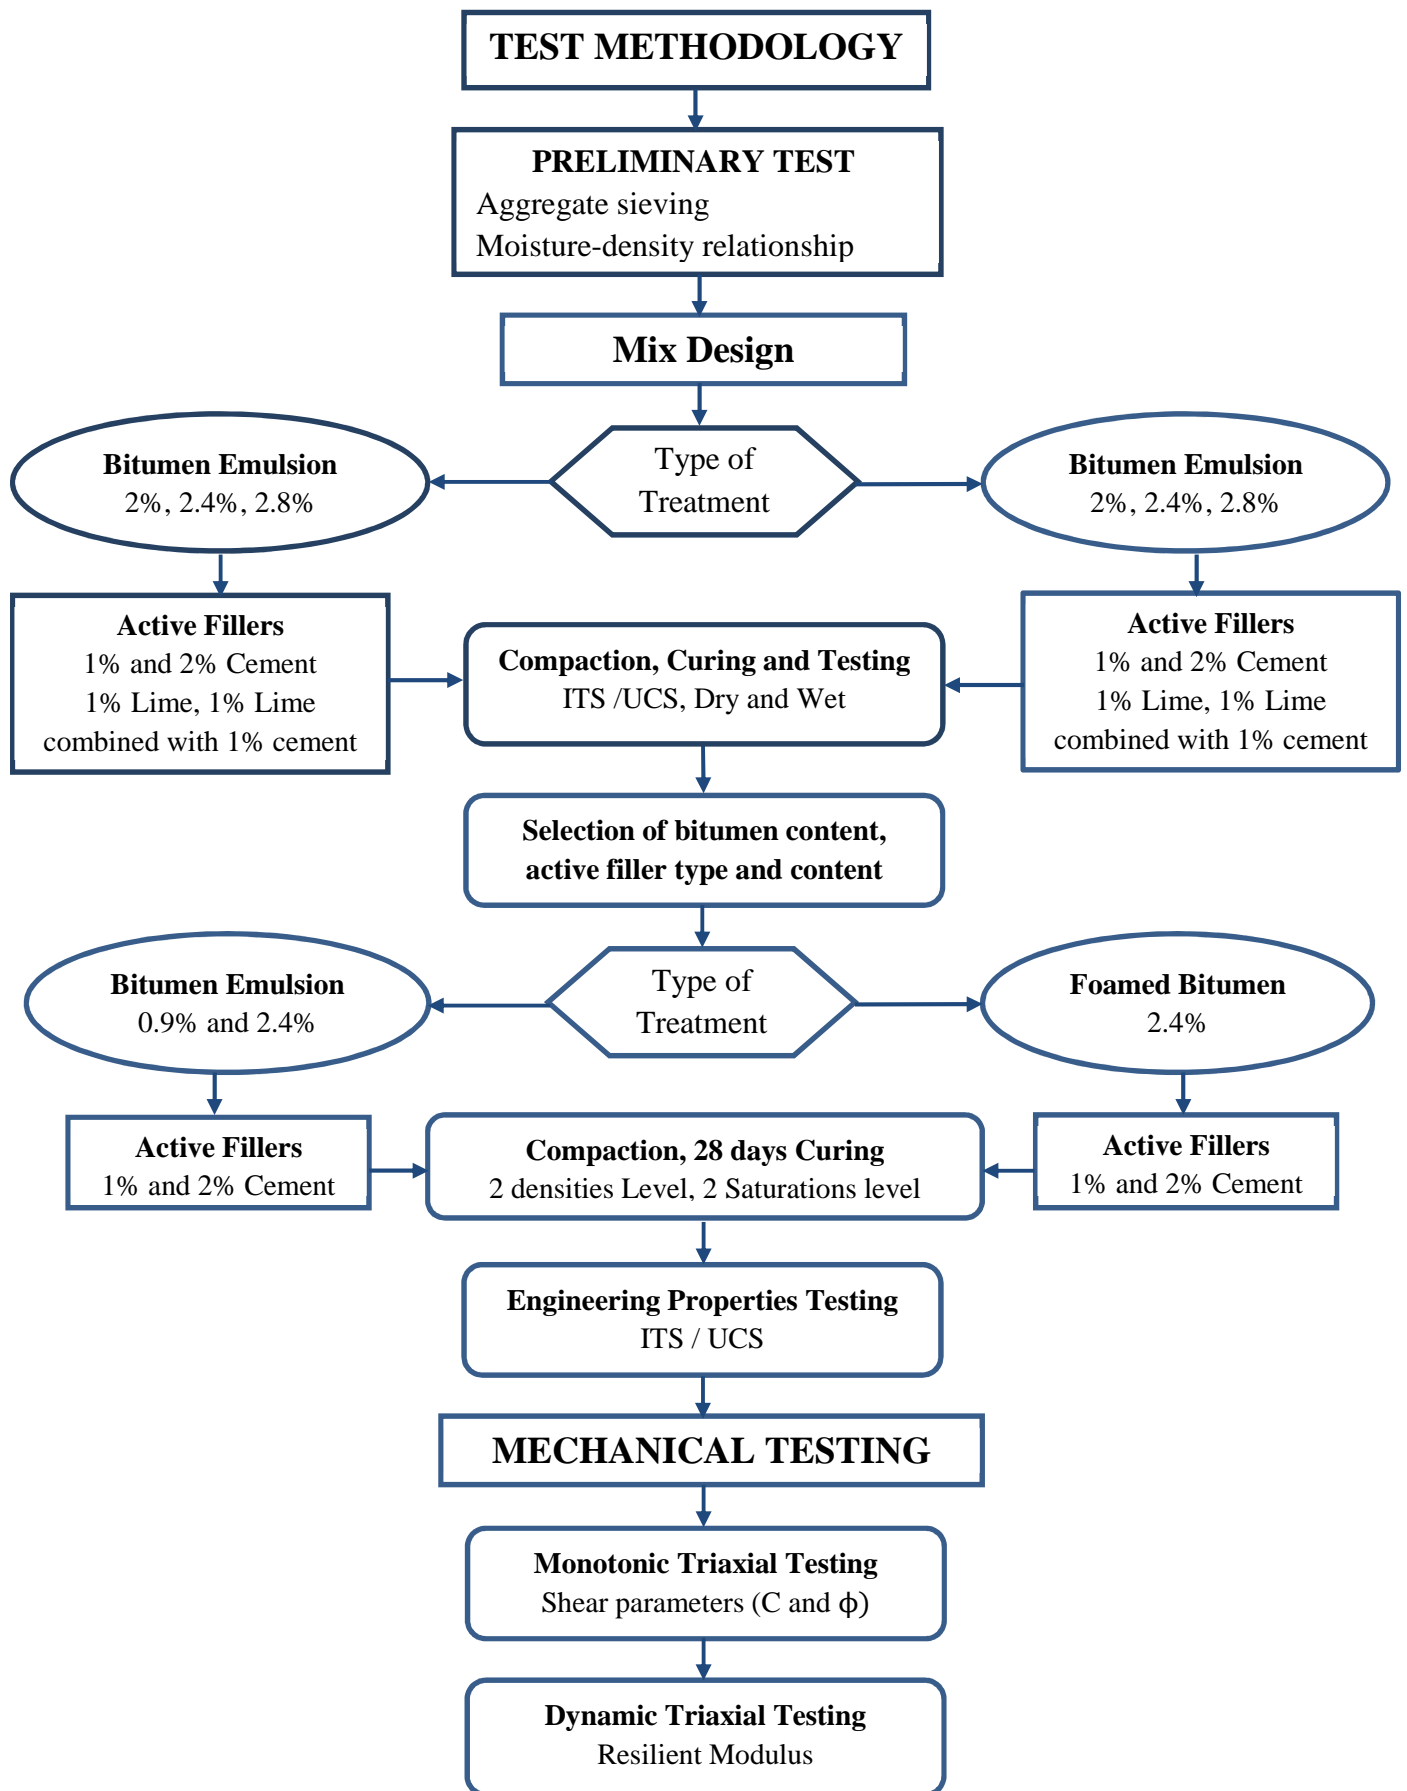 TEST METHODOLOGY
PRELIMINARY TEST
Aggregate sieving
Moisture-density relationship
Mix Design
Type of
Treatment
Bitumen Emulsion
2%, 2.4%, 2.8%
Bitumen Emulsion
2%, 2.4%, 2.8%
Active Fillers
1% and 2% Cement
1% Lime, 1% Lime
combined with 1% cement
Compaction, Curing and Testing
ITS /UCS, Dry and Wet
Active Fillers
1% and 2% Cement
1% Lime, 1% Lime
combined with 1% cement
Selection of bitumen content,
active filler type and content
Type of
Treatment
Bitumen Emulsion
0.9% and 2.4%
Foamed Bitumen
2.4%
Active Fillers
1% and 2% Cement
Compaction, 28 days Curing
2 densities Level, 2 Saturations level
Active Fillers
1% and 2% Cement
Engineering Properties Testing
ITS / UCS
MECHANICAL TESTING
Monotonic Triaxial Testing
Shear parameters (C and ϕ)
Dynamic Triaxial Testing
Resilient Modulus